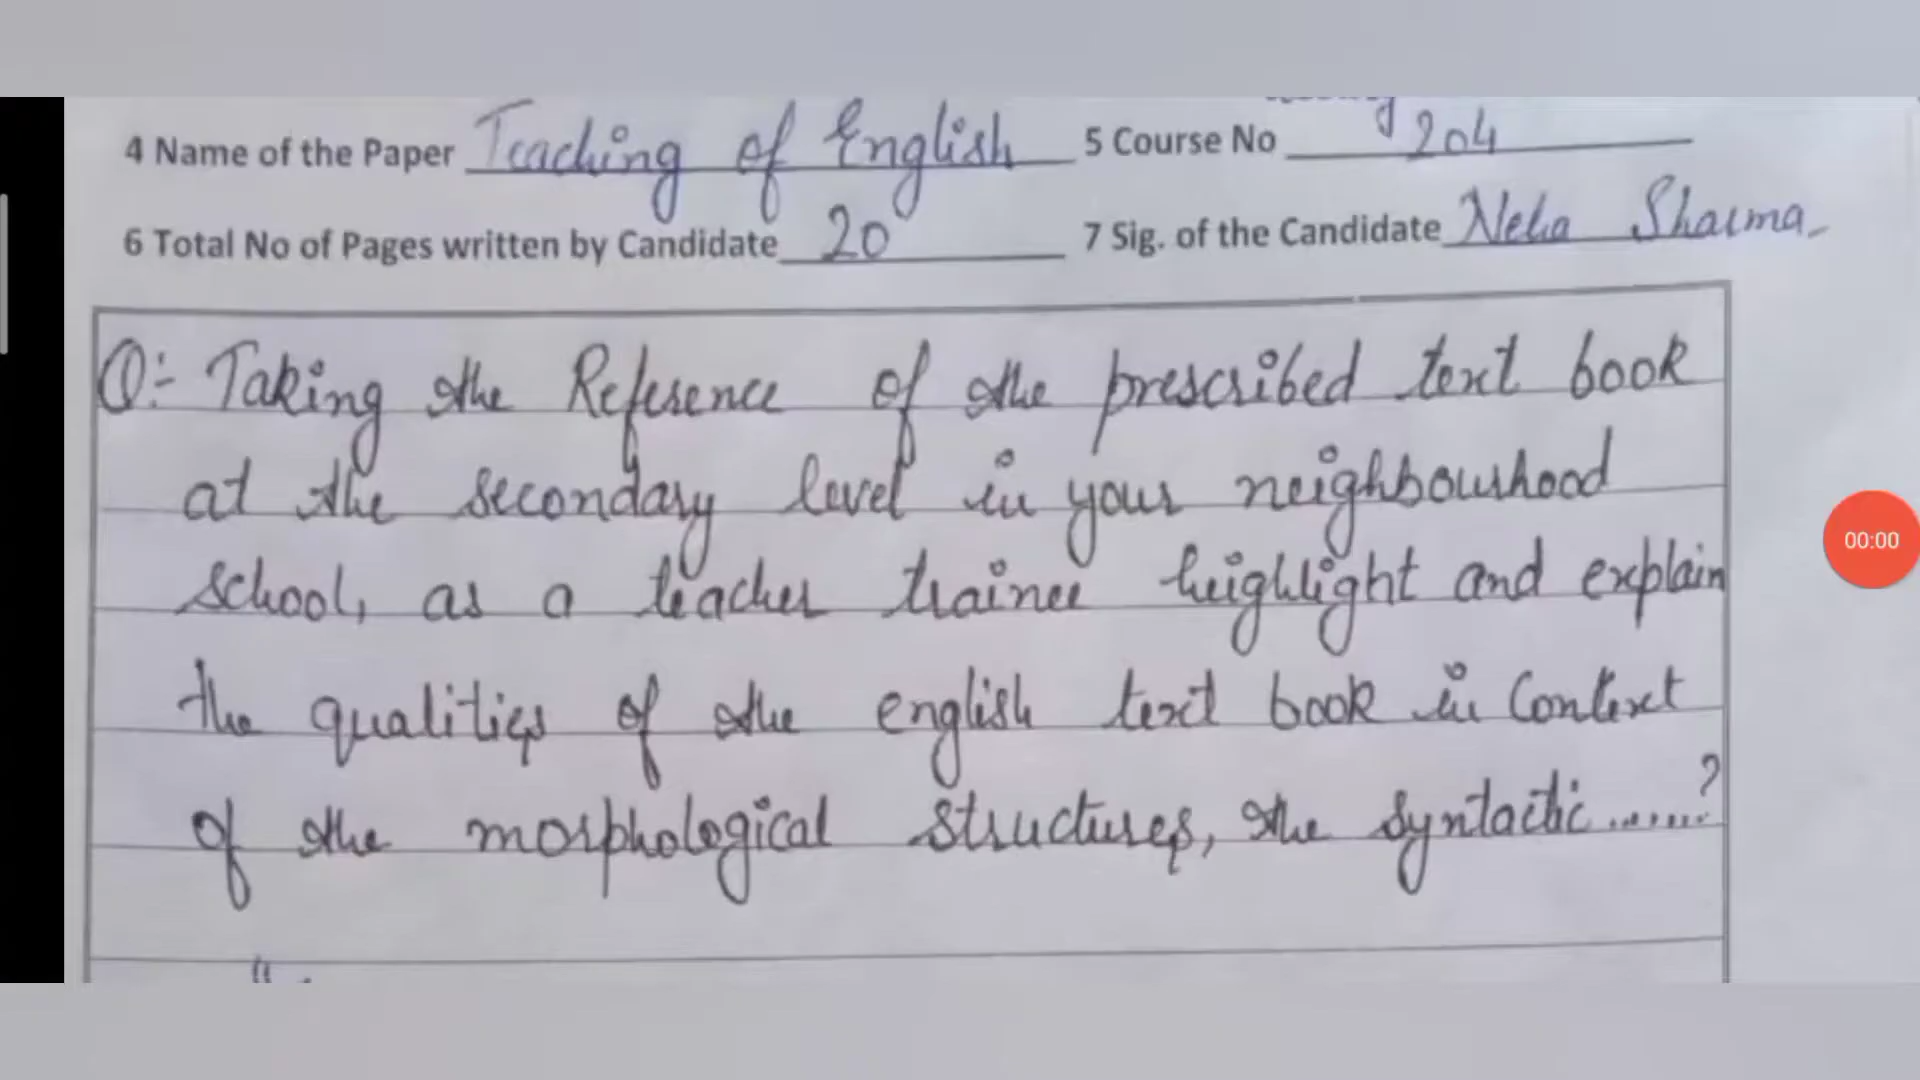 4 Name of the Paper Teaching of English 5 Course No 204
6 Total No of Pages written by Candidate 20 7 Sig. of the Candidate Neha Sharma
Q:- Taking the Reference of the prescribed text book
at the secondary level in your neighbourhood
school, as a teacher trainee heighlight and explain
the qualities of the english text book in Context
of the morphological structures, the syntactic ......?
00:00